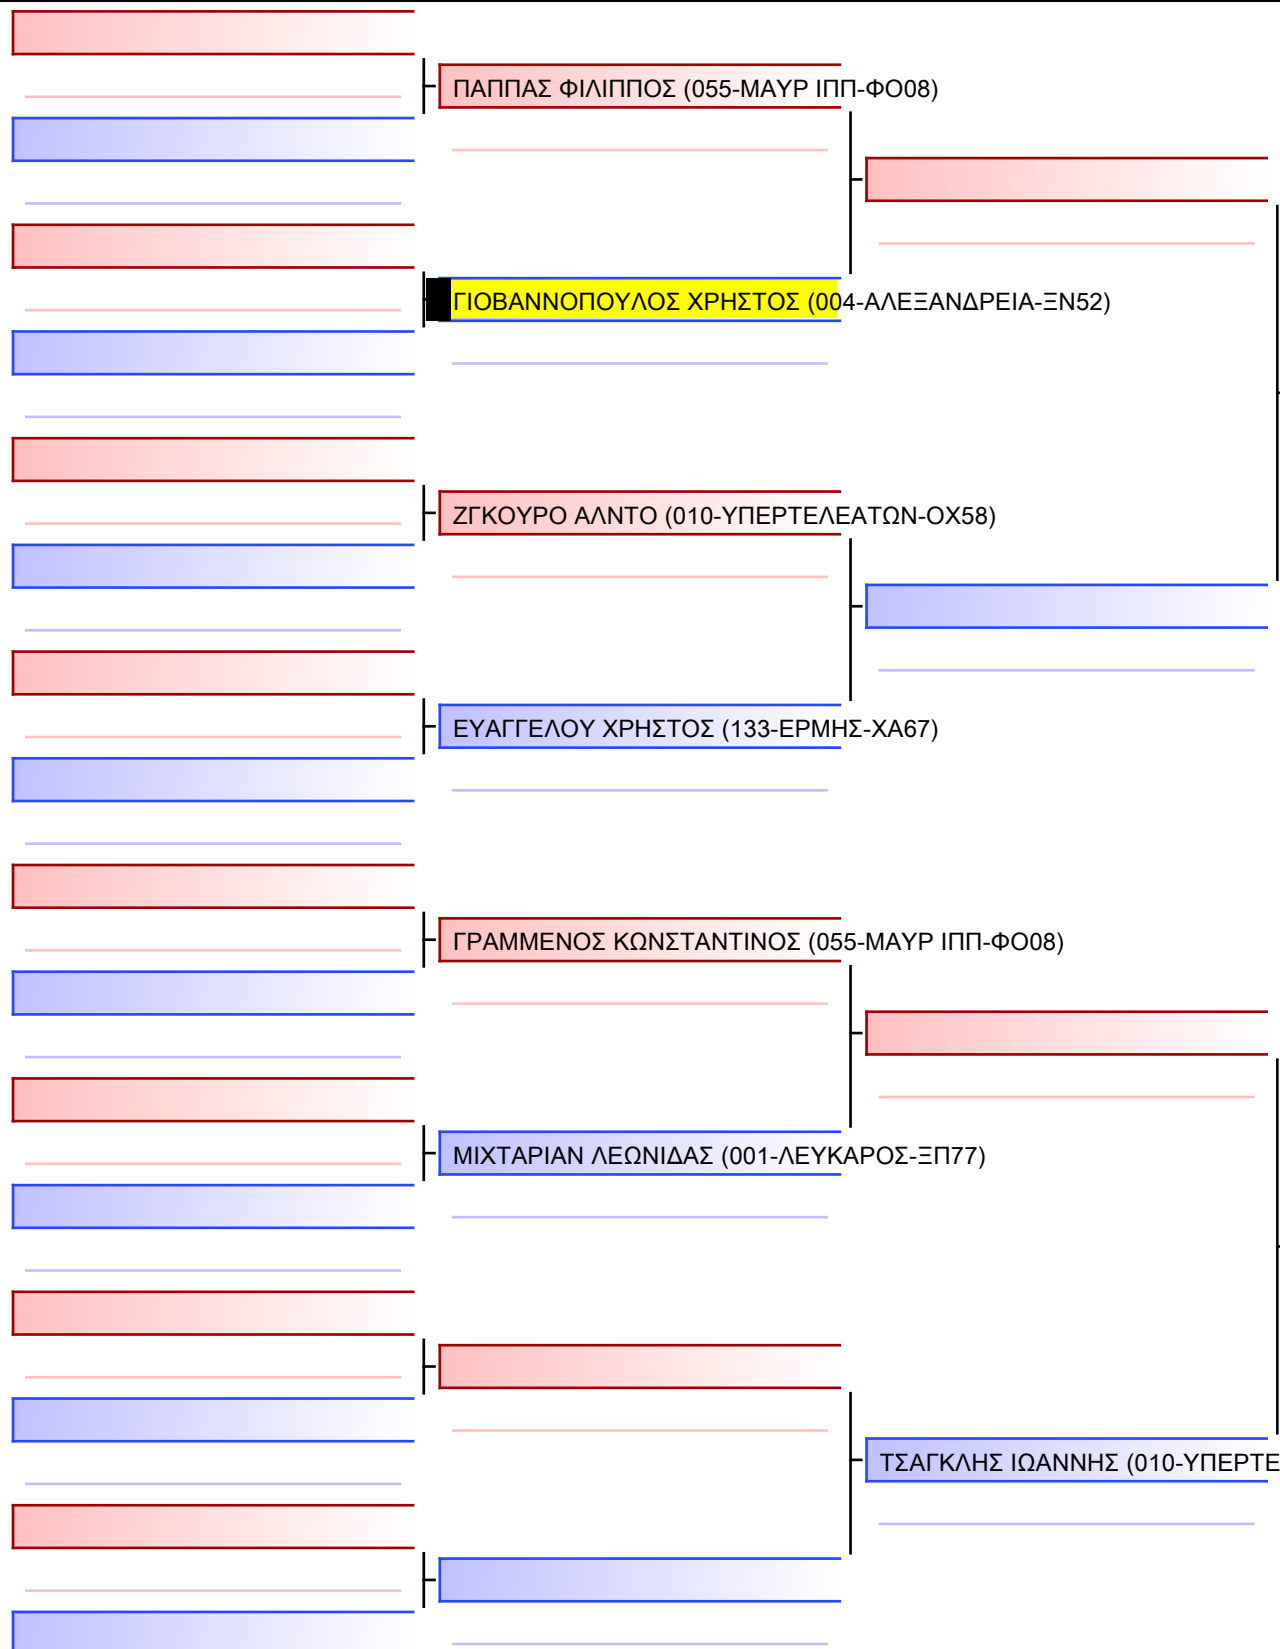 ΠΑΠΠΑΣ ΦΙΛΙΠΠΟΣ (055-ΜΑΥΡ ΙΠΠ-ΦΟ08)
ΓΙΟΒΑΝΝΟΠΟΥΛΟΣ ΧΡΗΣΤΟΣ (004-ΑΛΕΞΑΝΔΡΕΙΑ-ΞΝ52)
ΖΓΚΟΥΡΟ ΑΛΝΤΟ (010-ΥΠΕΡΤΕΛΕΑΤΩΝ-ΟΧ58)
ΕΥΑΓΓΕΛΟΥ ΧΡΗΣΤΟΣ (133-ΕΡΜΗΣ-ΧΑ67)
ΓΡΑΜΜΕΝΟΣ ΚΩΝΣΤΑΝΤΙΝΟΣ (055-ΜΑΥΡ ΙΠΠ-ΦΟ08)
ΜΙΧΤΑΡΙΑΝ ΛΕΩΝΙΔΑΣ (001-ΛΕΥΚΑΡΟΣ-ΞΠ77)
ΤΣΑΓΚΛΗΣ ΙΩΑΝΝΗΣ (010-ΥΠΕΡΤΕ